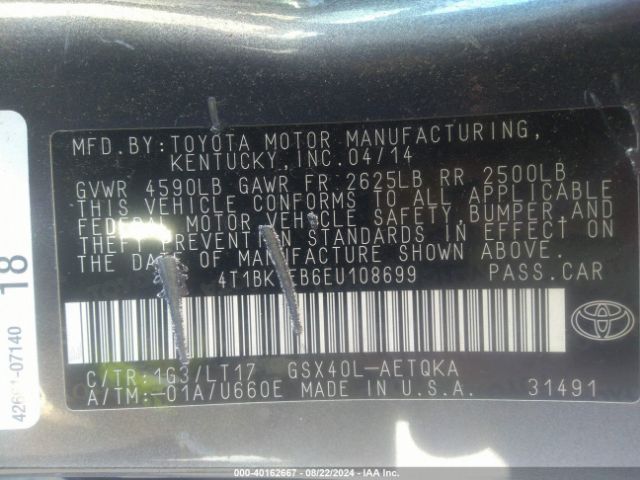 MFD.BY:TOYOTA MOTOR MANUFACTURING,
KENTUCKY,INC.04/14
GVWR 4590LB GAWR FR.2625LB RR 2500LB
THIS VEHICLE CONFORMS TO ALL APPLICABLE
FEDERAL MOTOR VEHICLE SAFETY,BUMPER,AND
THEFT PREVENTION STANDARDS IN EFFECT ON
THE DATE OF MANUFACTURE SHOWN ABOVE.
PASS.CAR
C/TR:1G3/LT17 GSX40L-AETQKA
A/TM:-01A/U660E MADE IN U.S.A. 31491
18
000-40162667 - 08/22/2024 - IAA Inc.